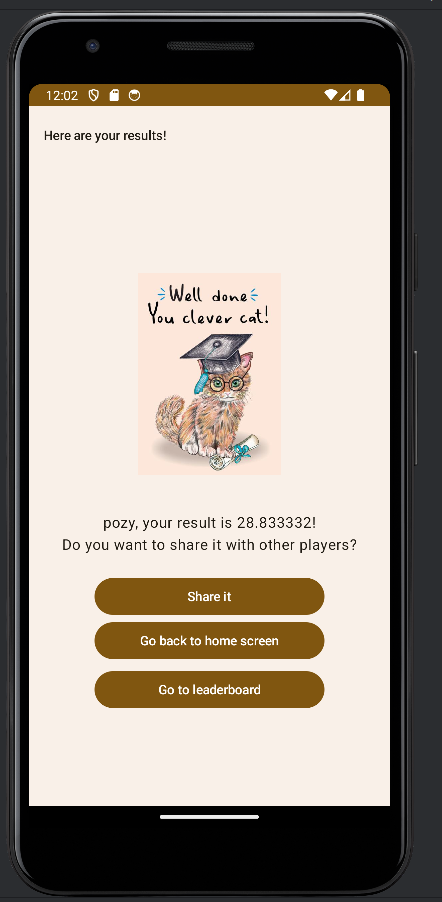 12:02
Here are your results!
Well done
You clever cat!
pozy, your result is 28.833332!
Do you want to share it with other players?
Share it
Go back to home screen
Go to leaderboard